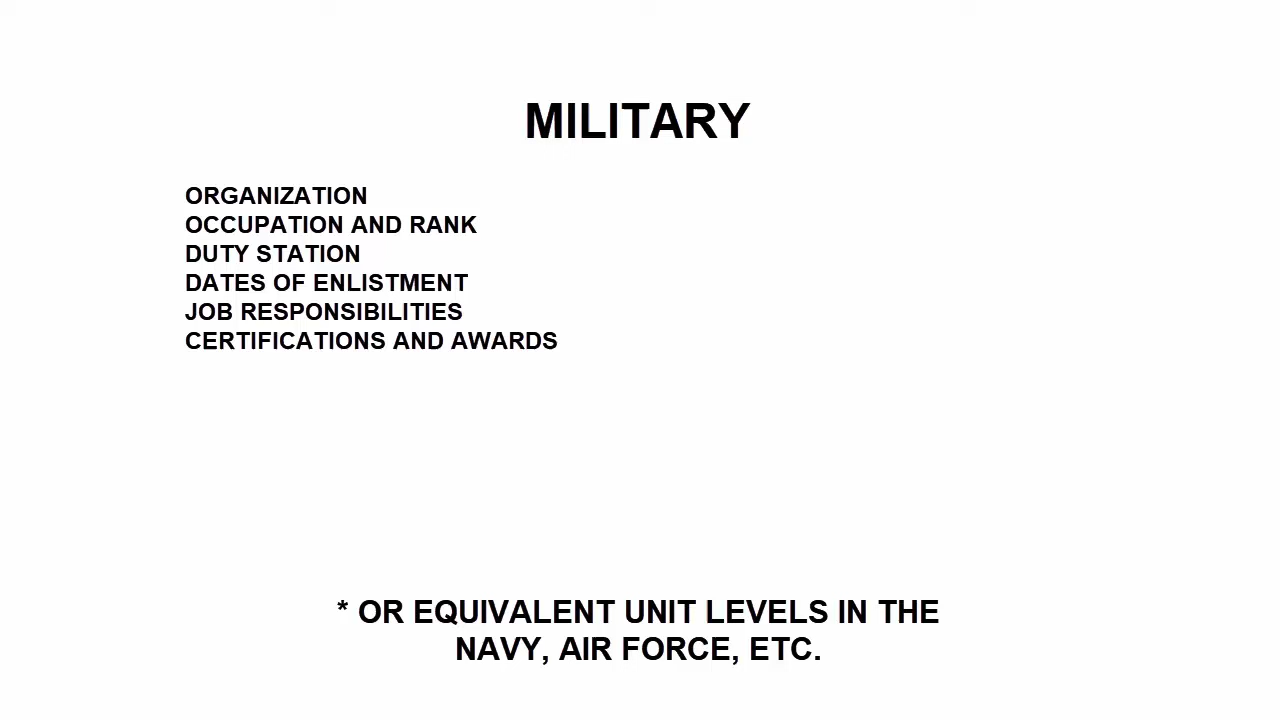 MILITARY
ORGANIZATION
OCCUPATION AND RANK
DUTY STATION
DATES OF ENLISTMENT
JOB RESPONSIBILITIES
CERTIFICATIONS AND AWARDS
* OR EQUIVALENT UNIT LEVELS IN THE
NAVY, AIR FORCE, ETC.